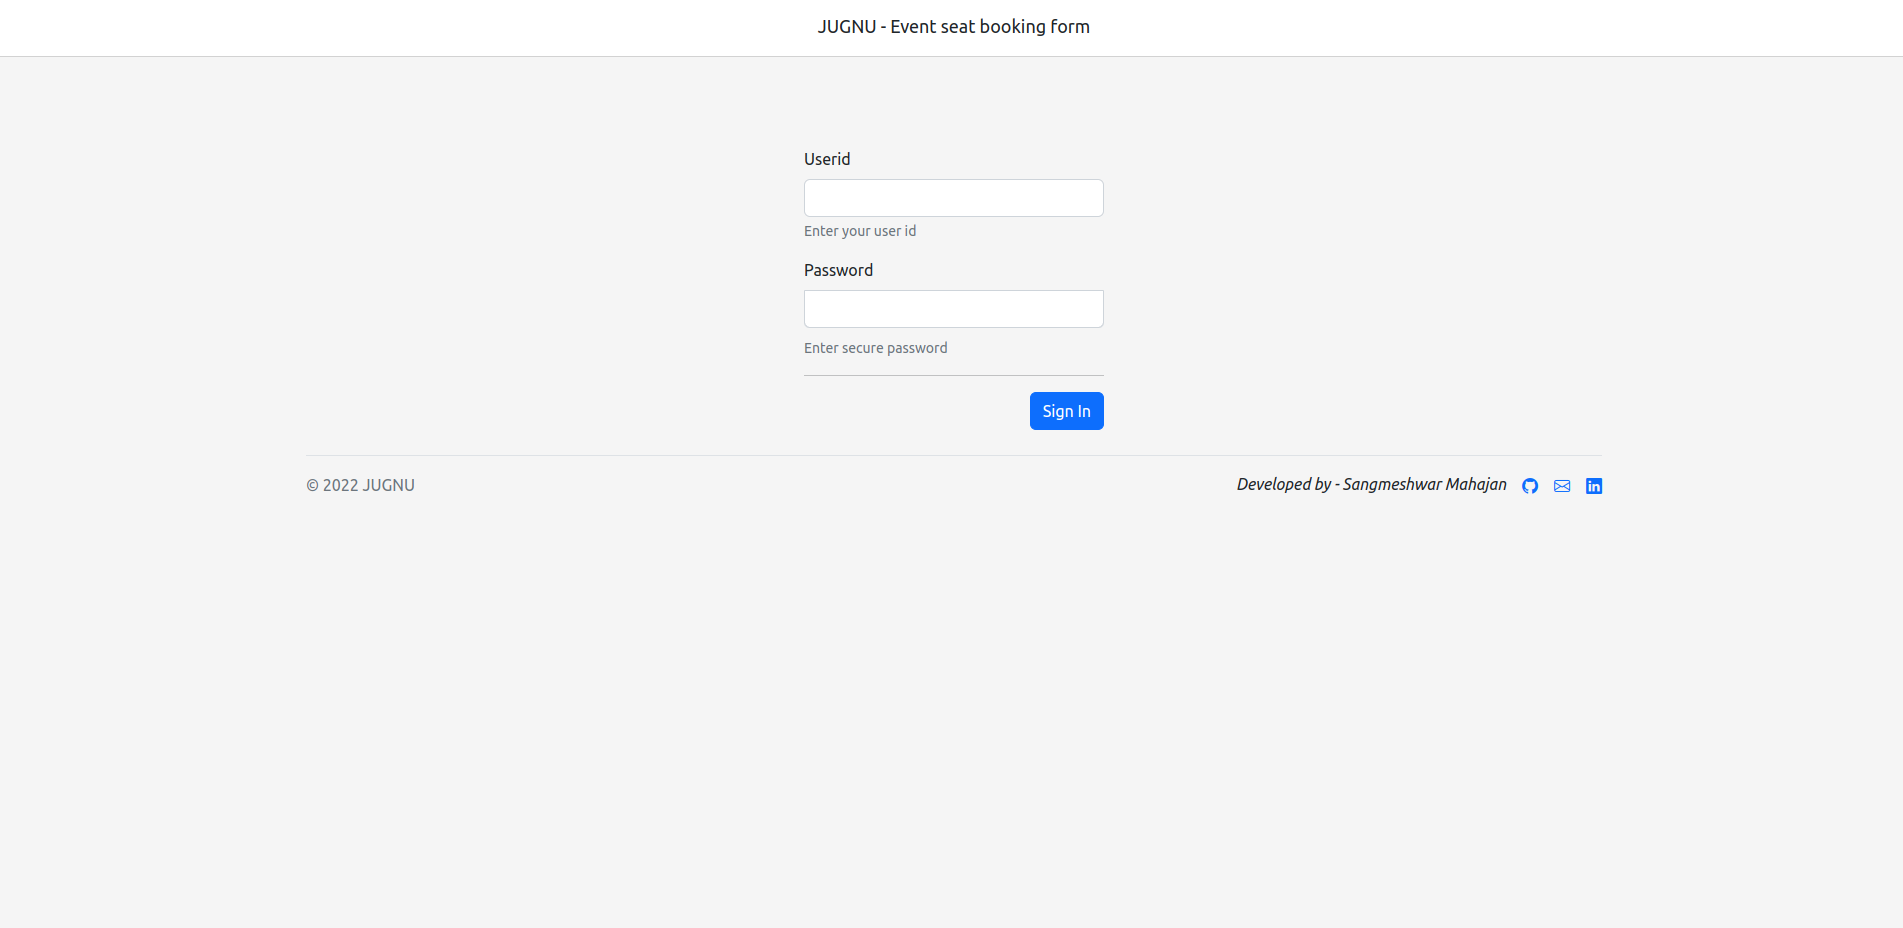 JUGNU - Event seat booking form
Userid
Enter your user id
Password
Enter secure password
Sign In
© 2022 JUGNU
Developed by - Sangmeshwar Mahajan